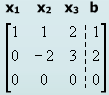 x₁ x₂ x₃ b
1 1 2 1
0 -2 3 2
0 0 0 0